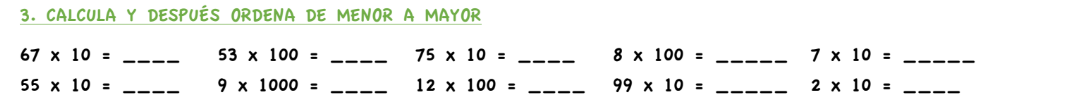 3. CALCULA Y DESPUÉS ORDENA DE MENOR A MAYOR
67 x 10 = ____ 53 x 100 = ____ 75 x 10 = ____ 8 x 100 = _____ 7 x 10 = _____
55 x 10 = ____ 9 x 1000 = ____ 12 x 100 = ____ 99 x 10 = _____ 2 x 10 = ____